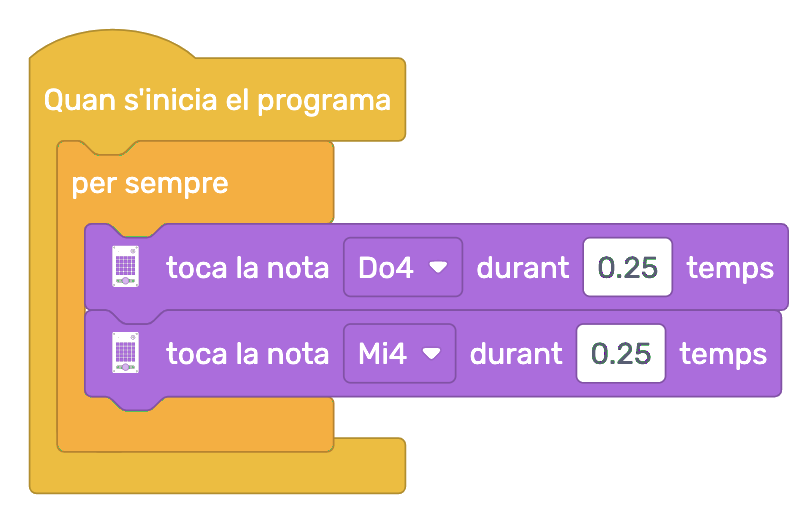 Quan s'inicia el programa
per sempre
toca la nota Do4 durant 0.25 temps
toca la nota Mi4 durant 0.25 temps